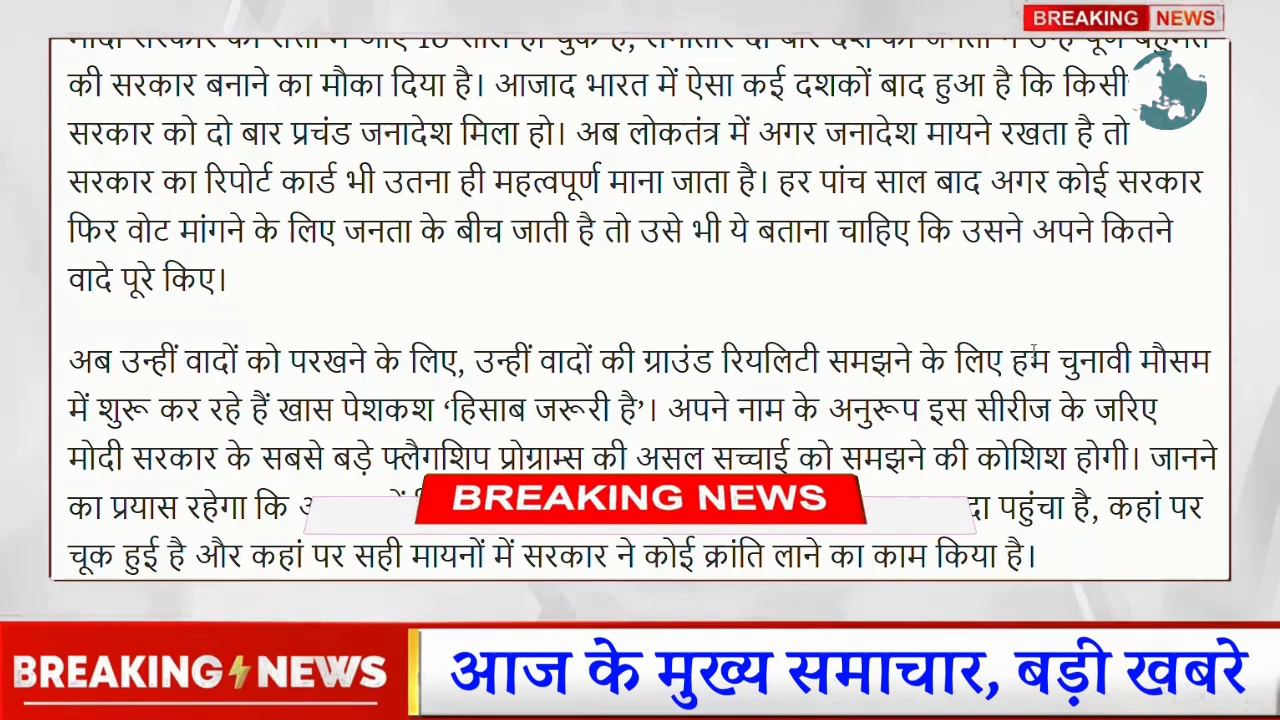 BREAKING NEWS
की सरकार बनाने का मौका दिया है। आजाद भारत में ऐसा कई दशकों बाद हुआ है कि किसी
सरकार को दो बार प्रचंड जनादेश मिला हो। अब लोकतंत्र में अगर जनादेश मायने रखता है तो
सरकार का रिपोर्ट कार्ड भी उतना ही महत्वपूर्ण माना जाता है। हर पांच साल बाद अगर कोई सरकार
फिर वोट मांगने के लिए जनता के बीच जाती है तो उसे भी ये बताना चाहिए कि उसने अपने कितने
वादे पूरे किए।
अब उन्हीं वादों को परखने के लिए, उन्हीं वादों की ग्राउंड रियलिटी समझने के लिए हम चुनावी मौसम
में शुरू कर रहे हैं खास पेशकश ‘हिसाब जरूरी है’। अपने नाम के अनुरूप इस सीरीज के जरिए
मोदी सरकार के सबसे बड़े फ्लैगशिप प्रोग्राम्स की असल सच्चाई को समझने की कोशिश होगी। जानने
का प्रयास रहेगा कि पहुंचा है, कहां पर
BREAKING NEWS
चूक हुई है और कहां पर सही मायनों में सरकार ने कोई क्रांति लाने का काम किया है।
BREAKING NEWS
आज के मुख्य समाचार, बड़ी खबरे